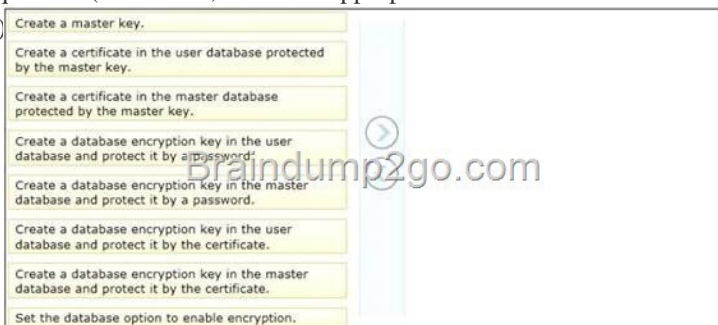 Create a master key.
Create a certificate in the user database protected
by the master key.
Create a certificate in the master database
protected by the master key.
Create a database encryption key in the user
database and protect it by a password.
Create a database encryption key in the master
database and protect it by a password.
Create a database encryption key in the user
database and protect it by the certificate.
Create a database encryption key in the master
database and protect it by the certificate.
Set the database option to enable encryption.
Braindump2go.com